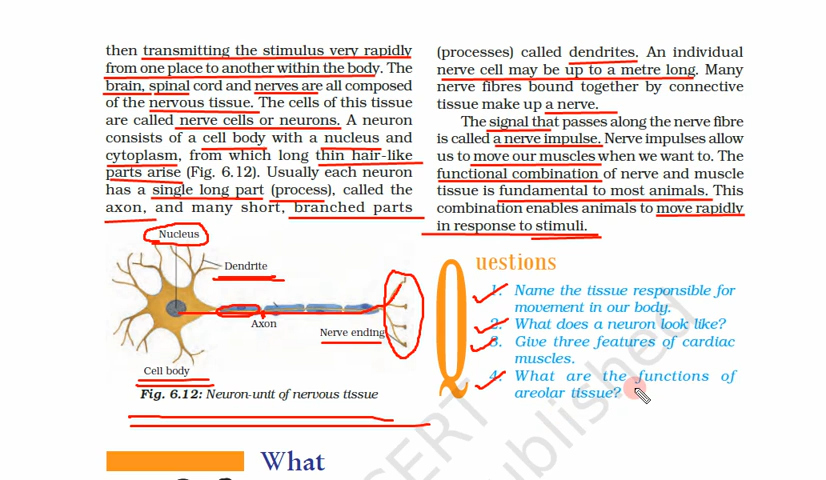 then transmitting the stimulus very rapidly
from one place to another within the body. The
brain, spinal cord and nerves are all composed
of the nervous tissue. The cells of this tissue
are called nerve cells or neurons. A neuron
consists of a cell body with a nucleus and
cytoplasm, from which long thin hair-like
parts arise (Fig. 6.12). Usually each neuron
has a single long part (process), called the
axon, and many short, branched parts
Nucleus
Dendrite
Axon
Nerve ending
Cell body
Fig. 6.12: Neuron-unit of nervous tissue
(processes) called dendrites. An individual
nerve cell may be up to a metre long. Many
nerve fibres bound together by connective
tissue make up a nerve.
The signal that passes along the nerve fibre
is called a nerve impulse. Nerve impulses allow
us to move our muscles when we want to. The
functional combination of nerve and muscle
tissue is fundamental to most animals. This
combination enables animals to move rapidly
in response to stimuli.
Questions
1. Name the tissue responsible for
movement in our body.
2. What does a neuron look like?
3. Give three features of cardiac
muscles.
4. What are the functions of
areolar tissue?
What